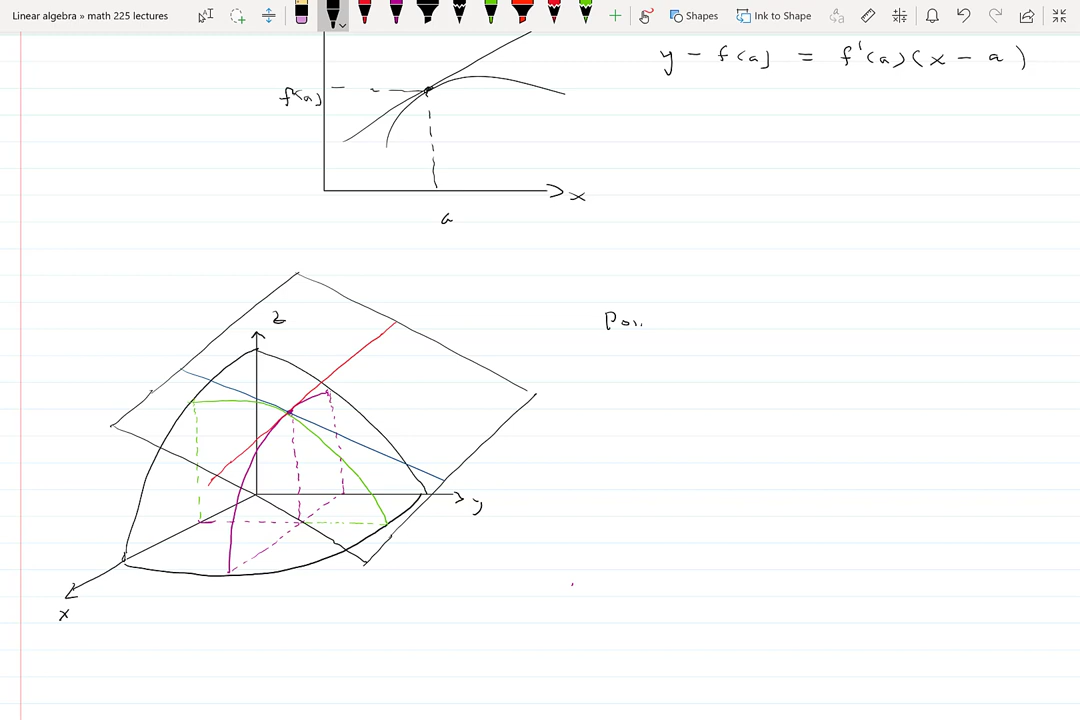 Linear algebra » math 225 lectures
Shapes
Ink to Shape
y - f(a) = f'(a)(x - a)
f(a)
x
a
z
y
x